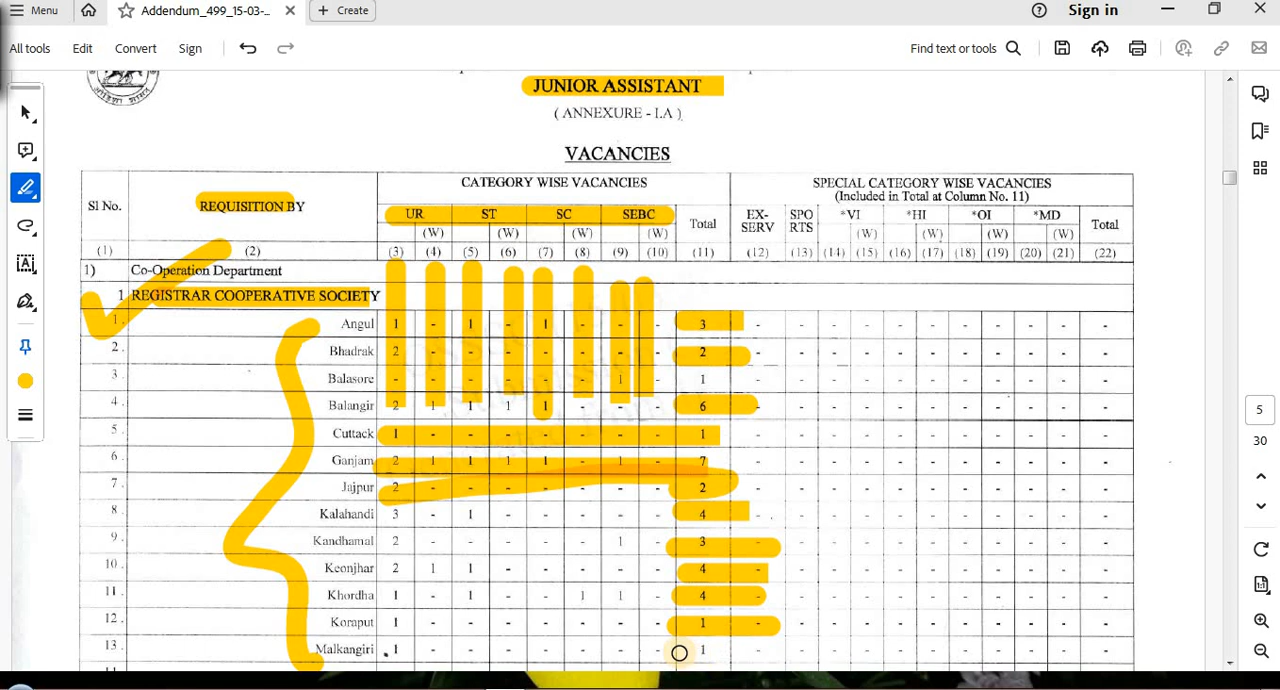 Menu Addendum_499_15-03-... × + Create Sign in
All tools Edit Convert Sign Find text or tools
JUNIOR ASSISTANT
( ANNEXURE - I.A )
VACANCIES
Sl No. REQUISITION BY CATEGORY WISE VACANCIES SPECIAL CATEGORY WISE VACANCIES
(Included in Total at Column No. 11)
UR ST SC SEBC Total EX-SERV SPORTS *VI *HI *OI *MD Total
(W) (W) (W) (W) (W) (W) (W) (W)
(1) (2) (3) (4) (5) (6) (7) (8) (9) (10) (11) (12) (13) (14) (15) (16) (17) (18) (19) (20) (21) (22)
1) Co-Operation Department
1 REGISTRAR COOPERATIVE SOCIETY
1. Angul 1 - 1 - 1 - - - 3 - - - - - - - - - - -
2. Bhadrak 2 - - - - - - - 2 - - - - - - - - - - -
3. Balasore - - - - - - 1 - 1 - - - - - - - - - - -
4. Balangir 2 1 1 1 1 - - - 6 - - - - - - - - - - -
5. Cuttack 1 - - - - - - - 1 - - - - - - - - - - -
6. Ganjam 2 1 1 1 1 - 1 - 7 - - - - - - - - - - -
7. Jajpur 2 - - - - - - - 2 - - - - - - - - - - -
8. Kalahandi 3 - 1 - - - - - 4 - - - - - - - - - - -
9. Kandhamal 2 - - - - - 1 - 3 - - - - - - - - - - -
10. Keonjhar 2 1 1 - - - - - 4 - - - - - - - - - - -
11. Khordha 1 - 1 - - 1 1 - 4 - - - - - - - - - - -
12. Koraput 1 - - - - - - - 1 - - - - - - - - - - -
13. Malkangiri 1 - - - - - - - 1 - - - - - - - - - - -
5
30